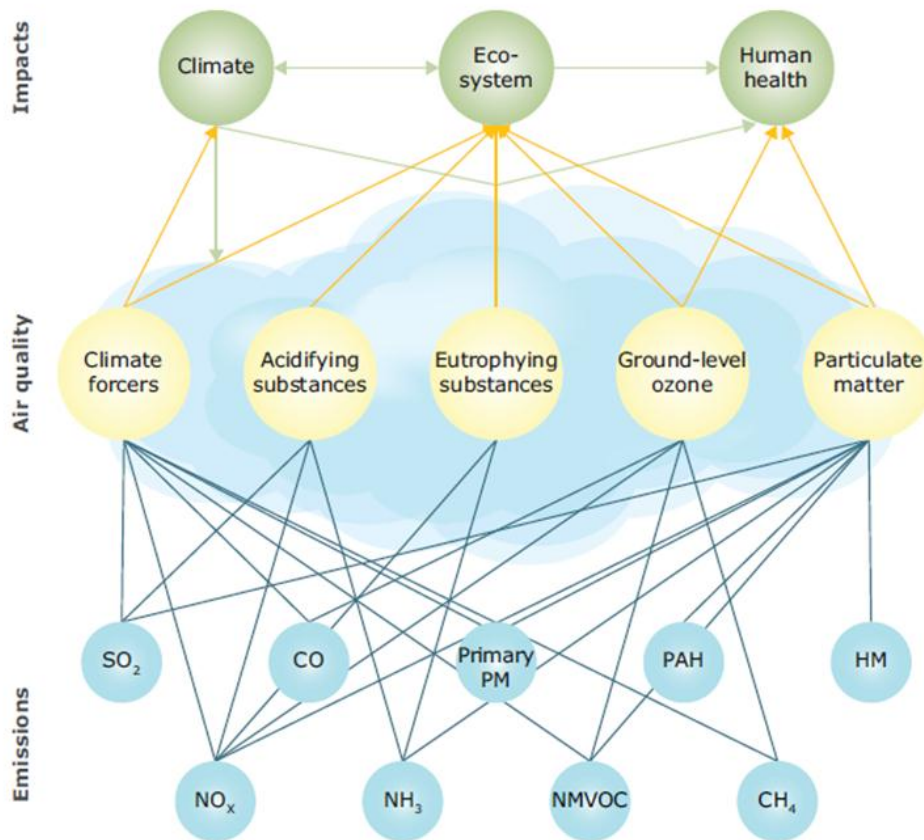 Impacts
Climate
Eco-
system
Human
health
Air quality
Climate
forcers
Acidifying
substances
Eutrophying
substances
Ground-level
ozone
Particulate
matter
Emissions
SO₂
CO
Primary
PM
PAH
HM
NOₓ
NH₃
NMVOC
CH₄